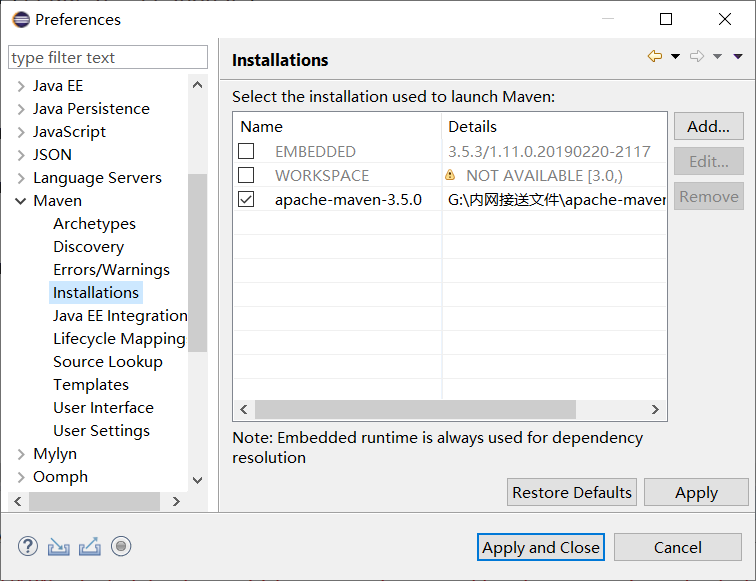 Preferences
type filter text
Java EE
Java Persistence
JavaScript
JSON
Language Servers
Maven
Archetypes
Discovery
Errors/Warnings
Installations
Java EE Integration
Lifecycle Mapping
Source Lookup
Templates
User Interface
User Settings
Mylyn
Oomph
Installations
Select the installation used to launch Maven:
Name Details
EMBEDDED 3.5.3/1.11.0.20190220-2117
WORKSPACE NOT AVAILABLE [3.0,)
apache-maven-3.5.0 G:\内网接送文件\apache-maven
Add...
Edit...
Remove
Note: Embedded runtime is always used for dependency
resolution
Restore Defaults Apply
Apply and Close Cancel